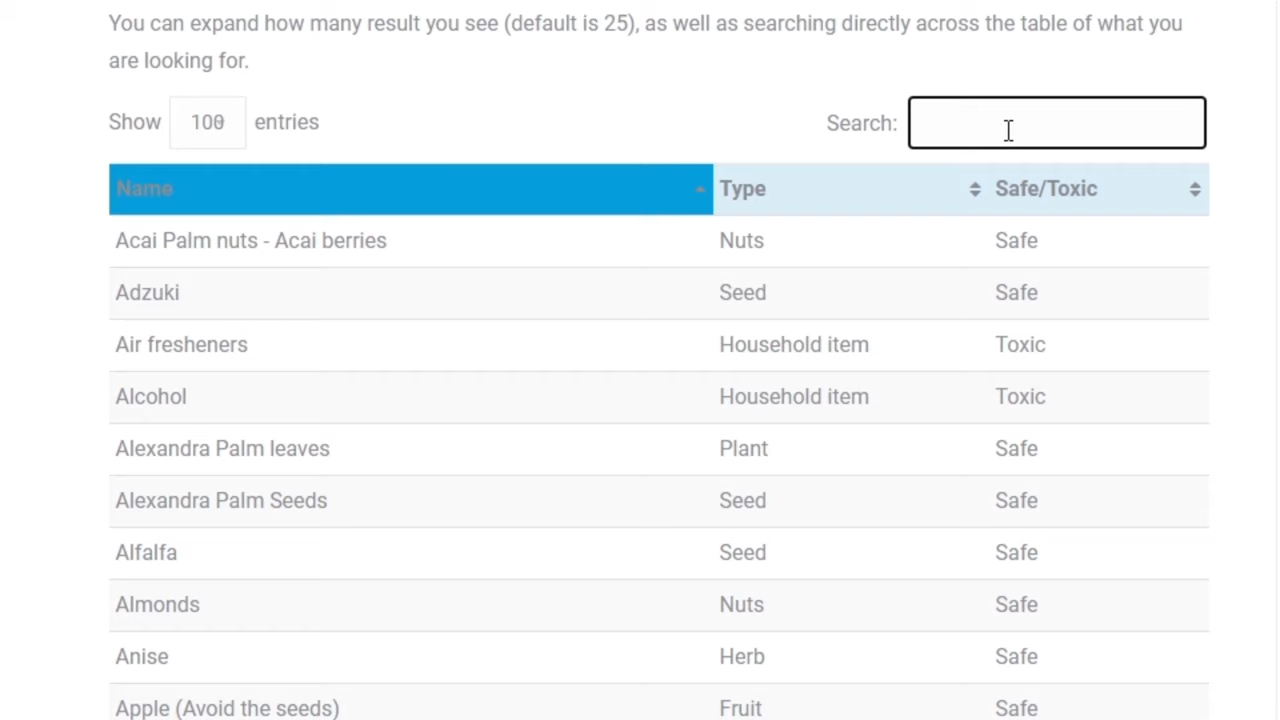 You can expand how many result you see (default is 25), as well as searching directly across the table of what you
are looking for.
Show 100 entries Search:
Name Type Safe/Toxic
Acai Palm nuts - Acai berries Nuts Safe
Adzuki Seed Safe
Air fresheners Household item Toxic
Alcohol Household item Toxic
Alexandra Palm leaves Plant Safe
Alexandra Palm Seeds Seed Safe
Alfalfa Seed Safe
Almonds Nuts Safe
Anise Herb Safe
Apple (Avoid the seeds) Fruit Safe